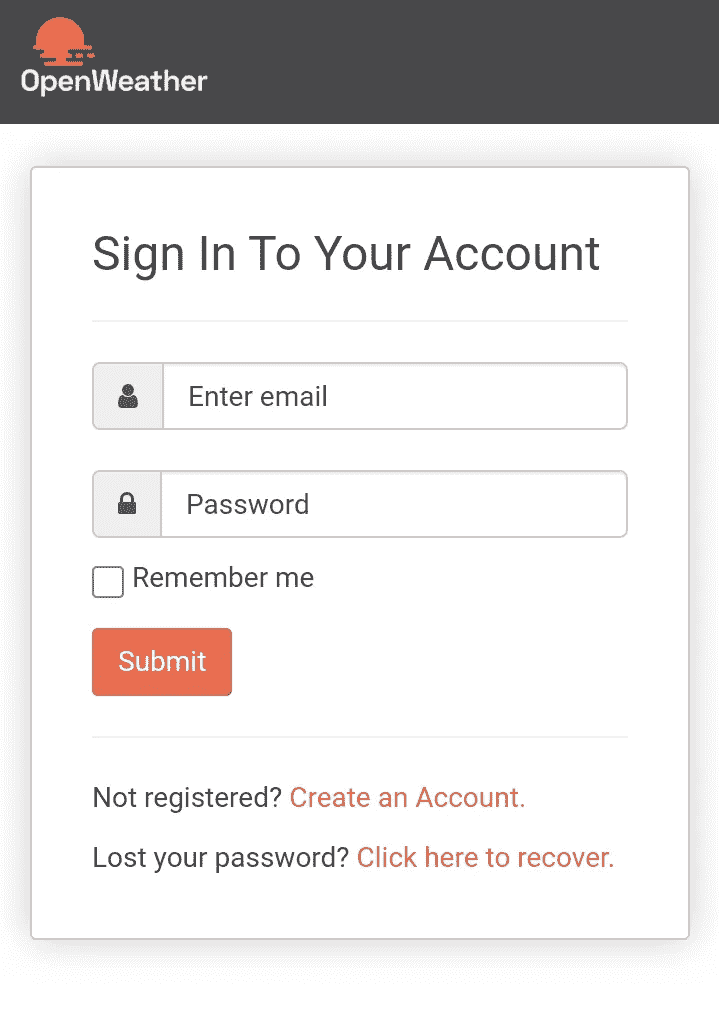 OpenWeather
Sign In To Your Account
Enter email
Password
Remember me
Submit
Not registered? Create an Account.
Lost your password? Click here to recover.